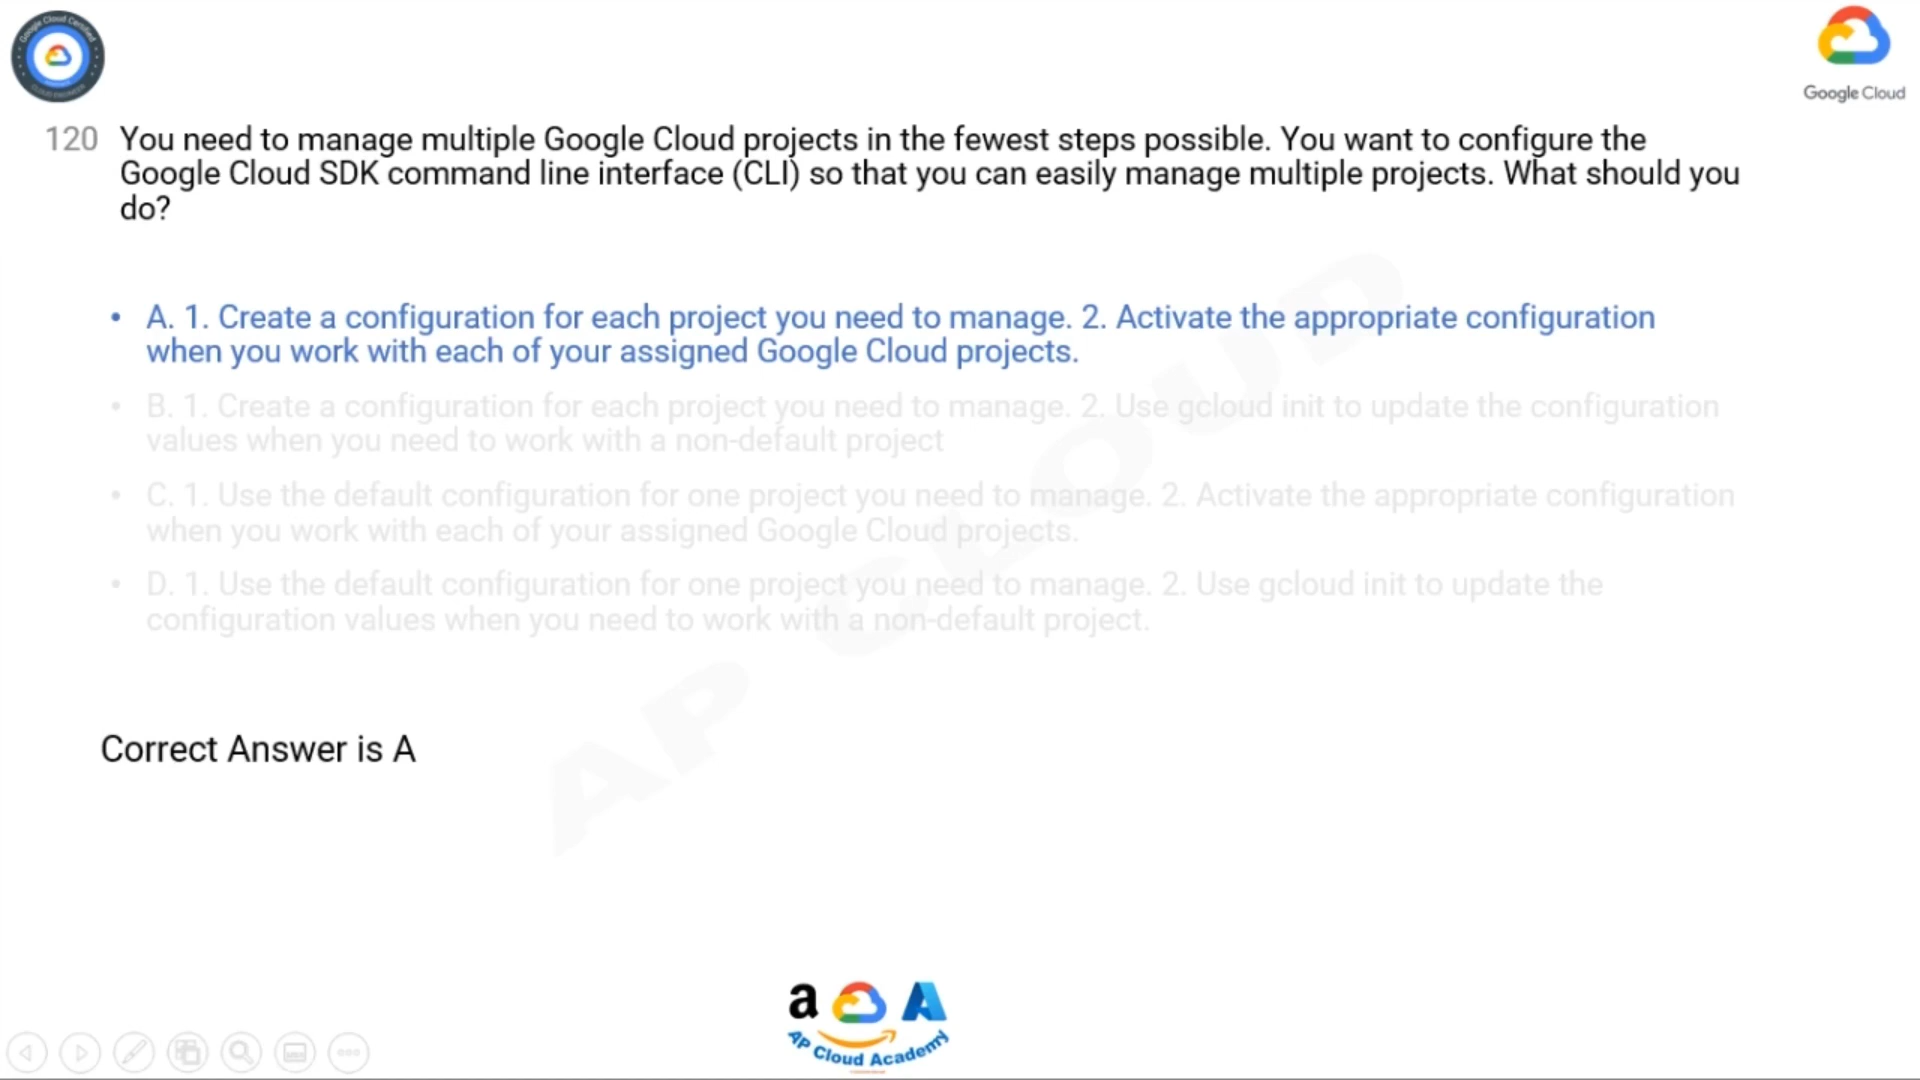 Google Cloud Certified
CLOUD ENGINEER
Google Cloud
120 You need to manage multiple Google Cloud projects in the fewest steps possible. You want to configure the
Google Cloud SDK command line interface (CLI) so that you can easily manage multiple projects. What should you
do?
• A. 1. Create a configuration for each project you need to manage. 2. Activate the appropriate configuration
when you work with each of your assigned Google Cloud projects.
• B. 1. Create a configuration for each project you need to manage. 2. Use gcloud init to update the configuration
values when you need to work with a non-default project
• C. 1. Use the default configuration for one project you need to manage. 2. Activate the appropriate configuration
when you work with each of your assigned Google Cloud projects.
• D. 1. Use the default configuration for one project you need to manage. 2. Use gcloud init to update the
configuration values when you need to work with a non-default project.
AP CLOUD
Correct Answer is A
a
AP Cloud Academy